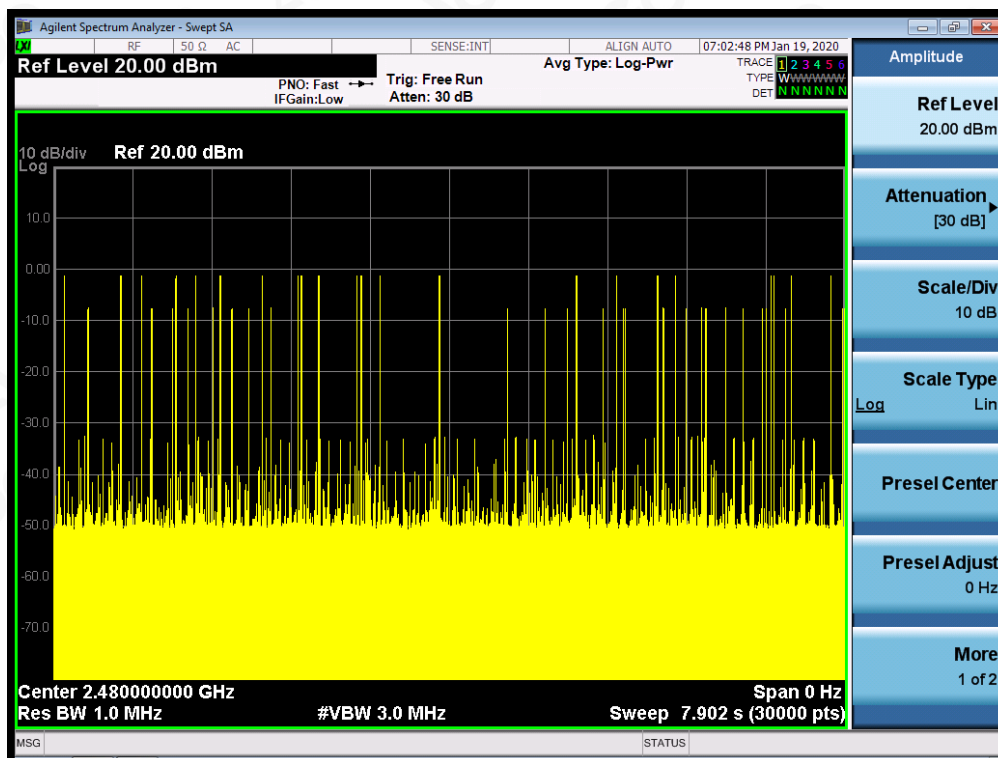 Agilent Spectrum Analyzer - Swept SA
LXI RF 50 Ω AC SENSE:INT ALIGN AUTO 07:02:48 PM Jan 19, 2020
Ref Level 20.00 dBm
Avg Type: Log-Pwr
TRACE 1 2 3 4 5 6
PNO: Fast
Trig: Free Run
TYPE W
IFGain:Low
Atten: 30 dB
DET N N N N N N
10 dB/div Ref 20.00 dBm
Log
10.0
0.00
-10.0
-20.0
-30.0
-40.0
-50.0
-60.0
-70.0
Center 2.480000000 GHz
Span 0 Hz
Res BW 1.0 MHz
#VBW 3.0 MHz
Sweep 7.902 s (30000 pts)
MSG
STATUS
Amplitude
Ref Level
20.00 dBm
Attenuation
[30 dB]
Scale/Div
10 dB
Scale Type
Log Lin
Presel Center
Presel Adjust
0 Hz
More
1 of 2